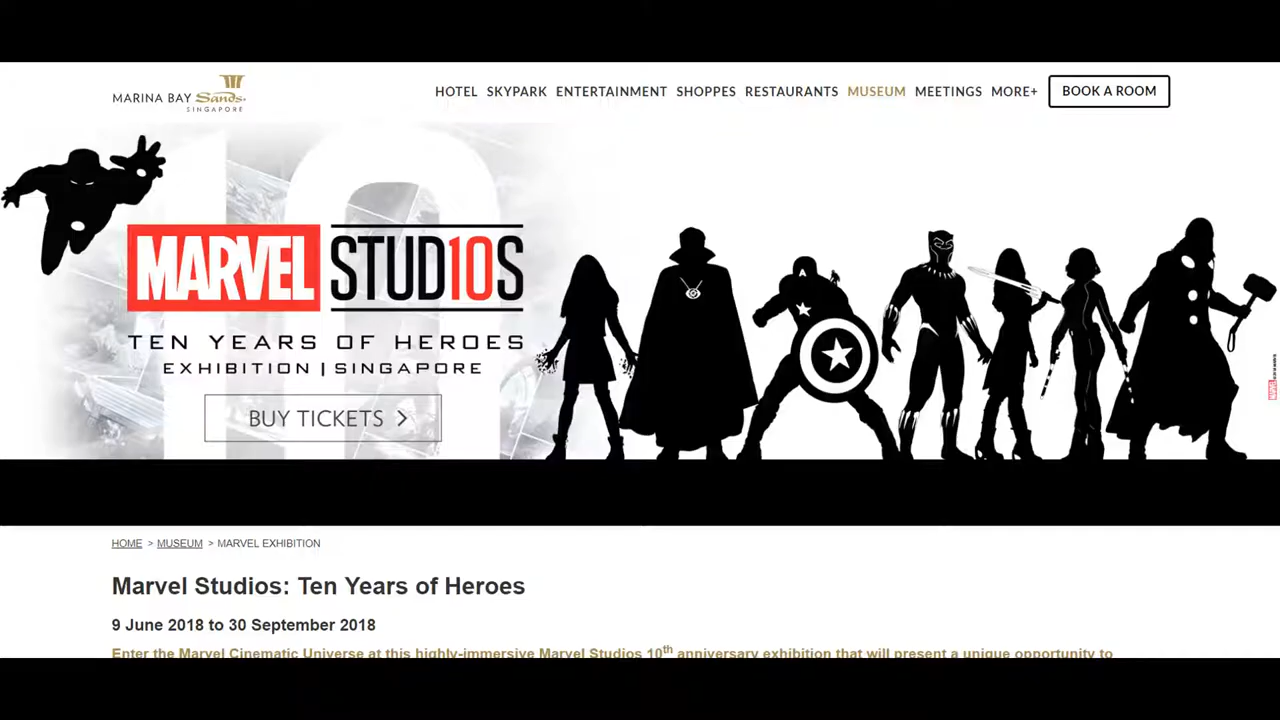 MARINA BAY Sands
SINGAPORE
HOTEL SKYPARK ENTERTAINMENT SHOPPES RESTAURANTS MUSEUM MEETINGS MORE+ BOOK A ROOM
MARVEL STUD10S
TEN YEARS OF HEROES
EXHIBITION | SINGAPORE
BUY TICKETS >
HOME > MUSEUM > MARVEL EXHIBITION
Marvel Studios: Ten Years of Heroes
9 June 2018 to 30 September 2018
Enter the Marvel Cinematic Universe at this highly-immersive Marvel Studios 10th anniversary exhibition that will present a unique opportunity to